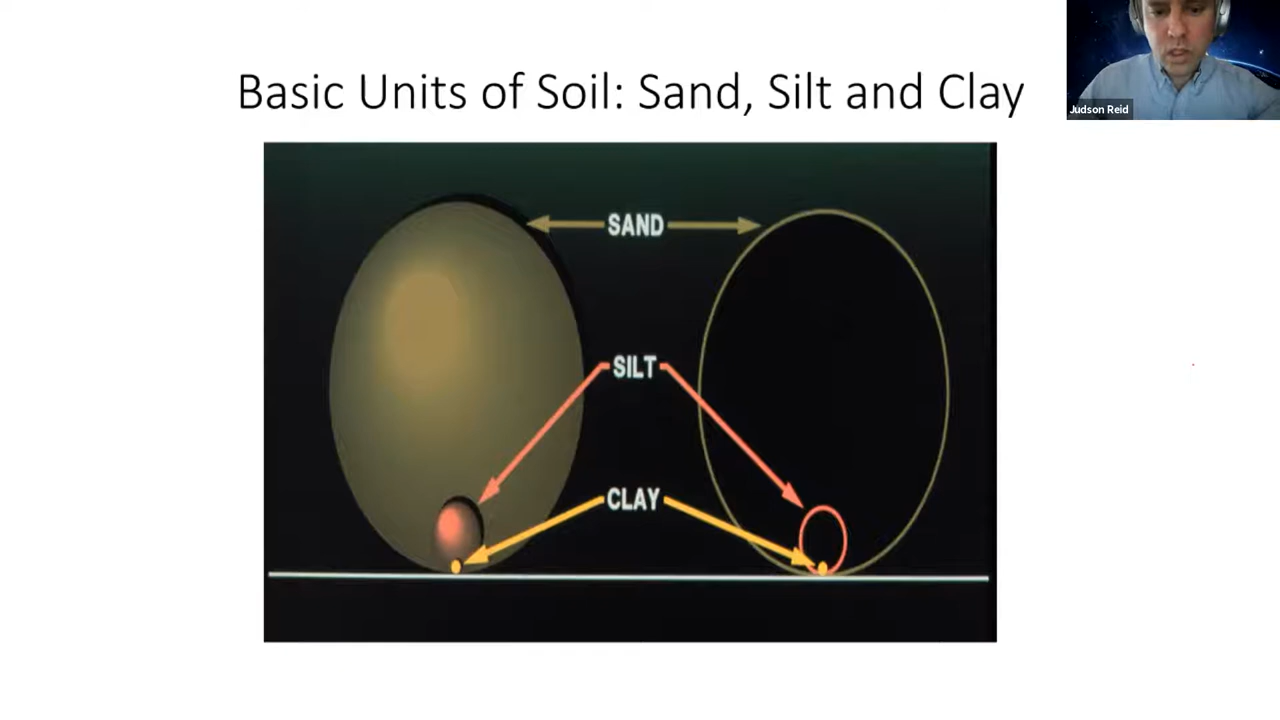 Judson Reid
Basic Units of Soil: Sand, Silt and Clay
SAND
SILT
CLAY